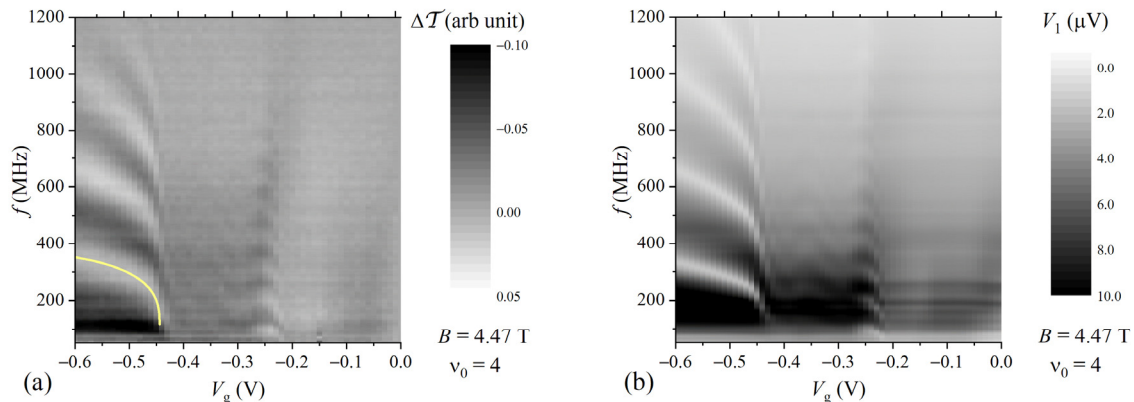 1200
1000
800
600
400
200
f (MHz)
−0.6 −0.5 −0.4 −0.3 −0.2 −0.1 0.0
V_g (V)
(a)
Δ𝒯 (arb unit)
−0.10
−0.05
0.00
0.05
B = 4.47 T
ν₀ = 4
1200
1000
800
600
400
200
f (MHz)
−0.6 −0.5 −0.4 −0.3 −0.2 −0.1 0.0
V_g (V)
(b)
V₁ (μV)
0.0
2.0
4.0
6.0
8.0
10.0
B = 4.47 T
ν₀ = 4